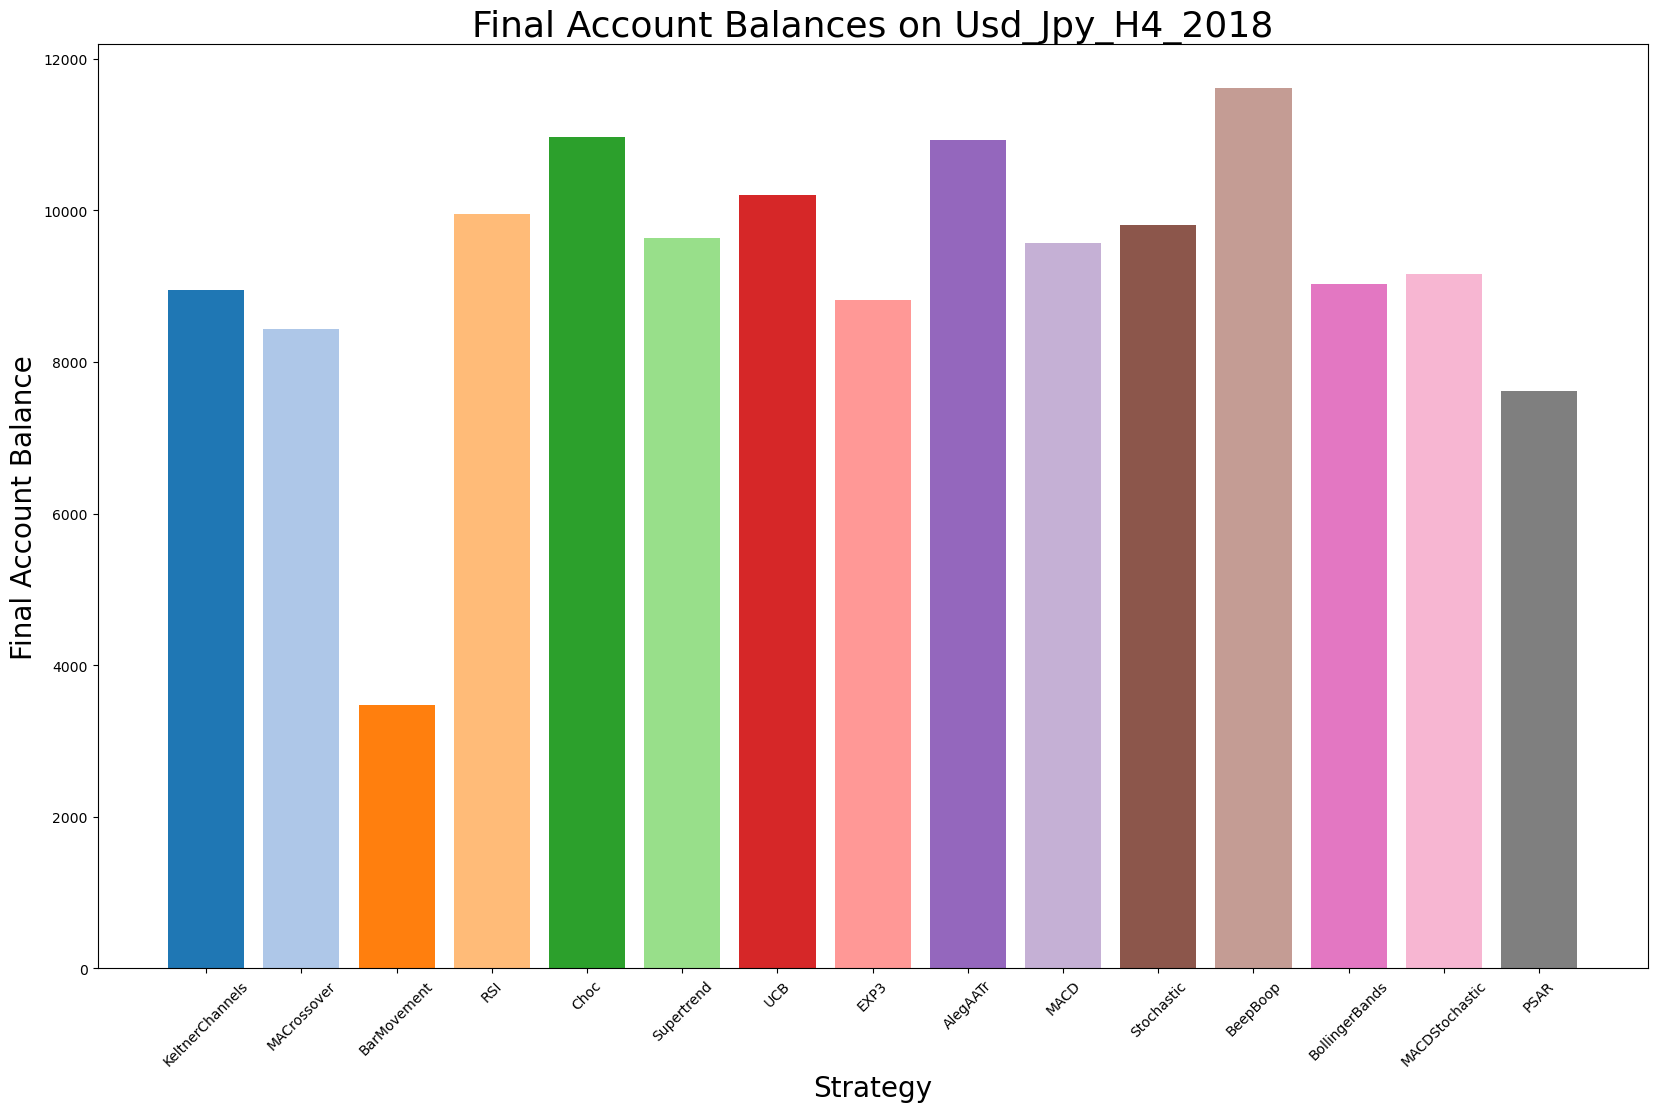 Final Account Balances on Usd_Jpy_H4_2018
12000
10000
8000
6000
4000
2000
0
Final Account Balance
KeltnerChannels
MACrossover
BarMovement
RSI
Choc
Supertrend
UCB
EXP3
AlegAATr
MACD
Stochastic
BeepBoop
BollingerBands
MACDStochastic
PSAR
Strategy